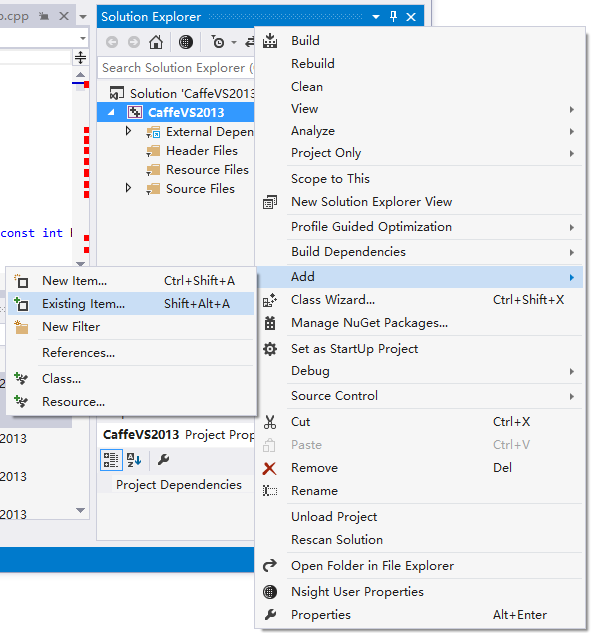 o.cpp
Solution Explorer
Search Solution Explorer (
Solution 'CaffeVS2013
CaffeVS2013
External Depen
Header Files
Resource Files
Source Files
const int
Build
Rebuild
Clean
View
Analyze
Project Only
Scope to This
New Solution Explorer View
Profile Guided Optimization
Build Dependencies
Add
Class Wizard... Ctrl+Shift+X
Manage NuGet Packages...
Set as StartUp Project
Debug
Source Control
Cut Ctrl+X
Paste Ctrl+V
Remove Del
Rename
Unload Project
Rescan Solution
Open Folder in File Explorer
Nsight User Properties
Properties Alt+Enter
New Item... Ctrl+Shift+A
Existing Item... Shift+Alt+A
New Filter
References...
Class...
Resource...
CaffeVS2013 Project Prop
Project Dependencies
2013
2013
2013